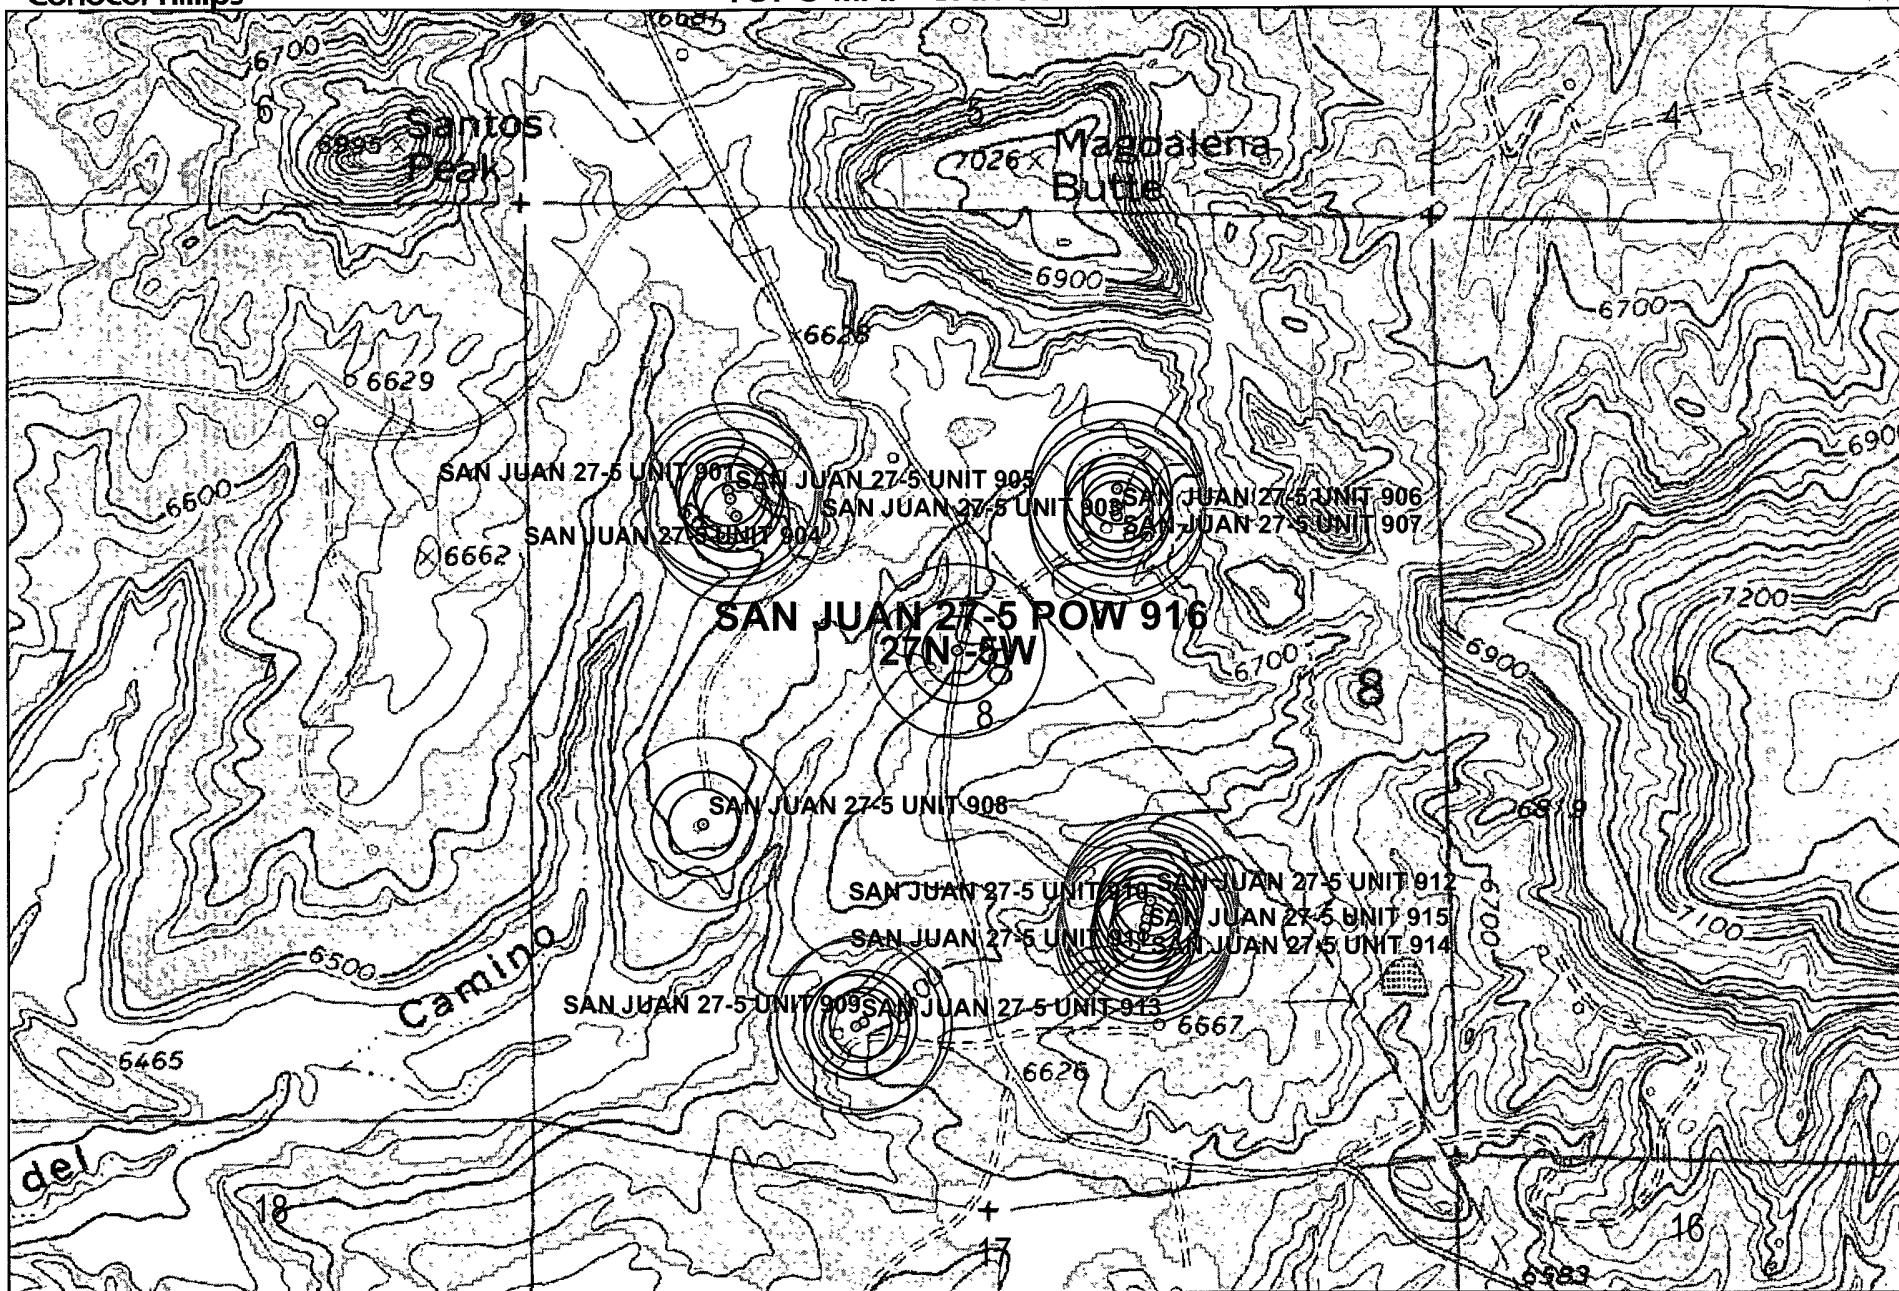 6681
6700
6
5
4
Santos
Peak
6995
7026
Magdalena
Butte
6900
6700
6628
6629
6900
SAN JUAN 27-5 UNIT 901
SAN JUAN 27-5 UNIT 905
SAN JUAN 27-5 UNIT 906
6600
SAN JUAN 27-5 UNIT 903
SAN JUAN 27-5 UNIT 907
SAN JUAN 27-5 UNIT 904
6662
7200
SAN JUAN 27-5 POW 916
27N-5W
6700
6900
7
8
8
9
SAN JUAN 27-5 UNIT 908
6819
SAN JUAN 27-5 UNIT 910
SAN JUAN 27-5 UNIT 912
SAN JUAN 27-5 UNIT 915
6700
7100
SAN JUAN 27-5 UNIT 911
SAN JUAN 27-5 UNIT 914
6500
Camino
SAN JUAN 27-5 UNIT 909
SAN JUAN 27-5 UNIT 913
6667
6465
6626
del
18
17
16
6583